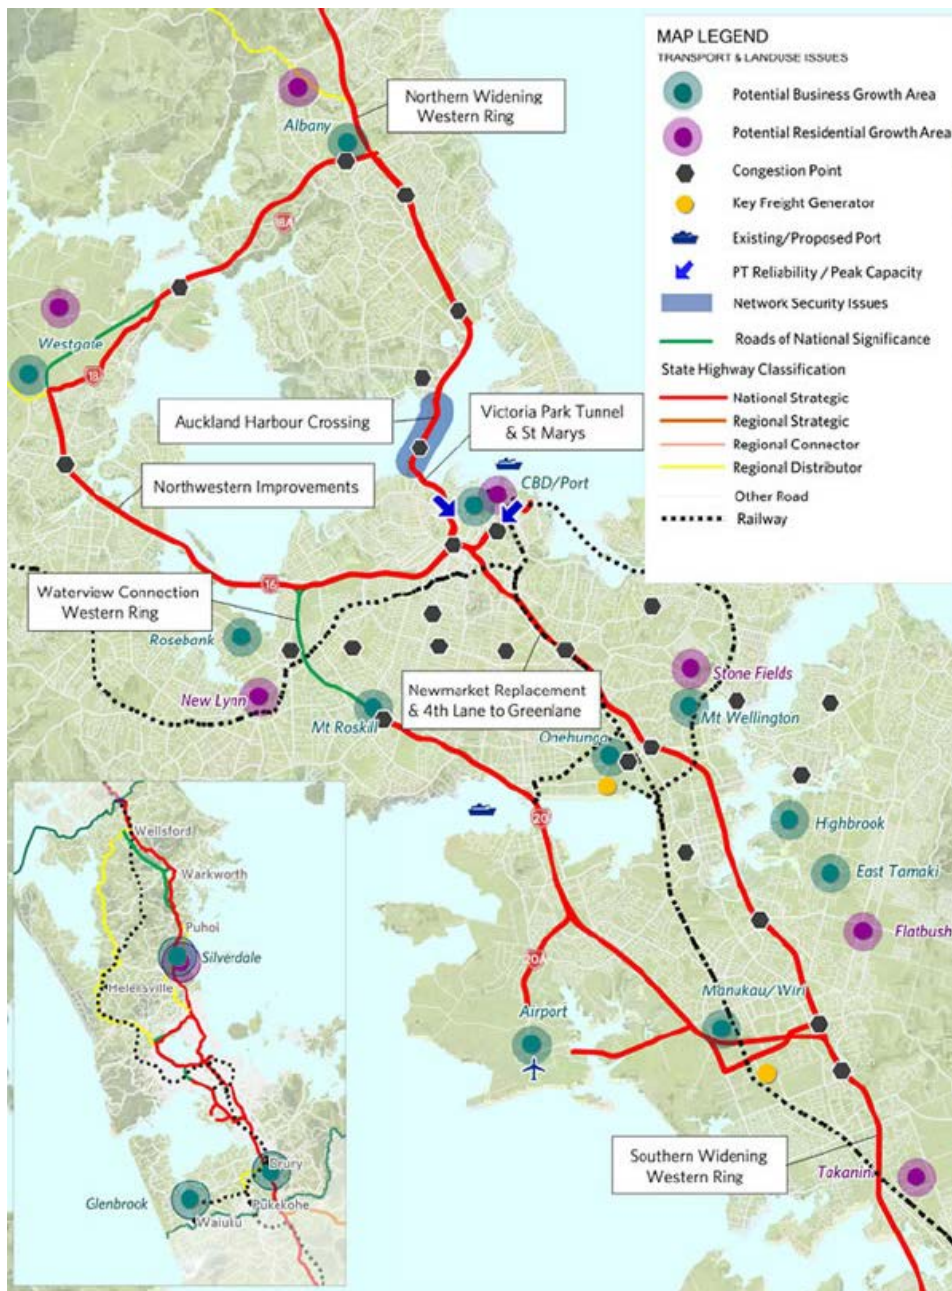 MAP LEGEND
TRANSPORT & LANDUSE ISSUES
Potential Business Growth Area
Potential Residential Growth Area
Congestion Point
Key Freight Generator
Existing/Proposed Port
PT Reliability / Peak Capacity
Network Security Issues
Roads of National Significance
State Highway Classification
National Strategic
Regional Strategic
Regional Connector
Regional Distributor
Other Road
Railway
Northern Widening
Western Ring
Albany
18A
Westgate
18
Auckland Harbour Crossing
Victoria Park Tunnel
& St Marys
CBD/Port
Northwestern Improvements
16
Waterview Connection
Western Ring
Rosebank
New Lynn
Mt Roskill
Newmarket Replacement
& 4th Lane to Greenlane
Stone Fields
Mt Wellington
Onehunga
20
Highbrook
East Tamaki
Flatbush
20A
Airport
Manukau/Wiri
Southern Widening
Western Ring
Takanini
Wellsford
Warkworth
Puhoi
Silverdale
Helensville
Drury
Glenbrook
Pukekohe
Waiuku